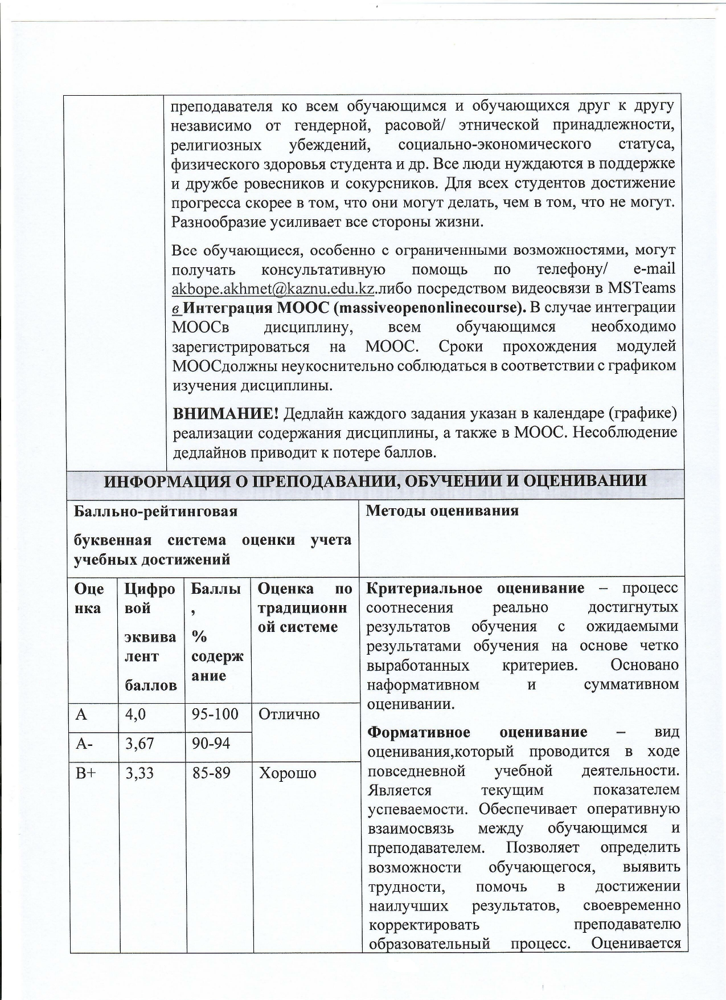 преподавателя ко всем обучающимся и обучающихся друг к другу
независимо от гендерной, расовой/ этнической принадлежности,
религиозных убеждений, социально-экономического статуса,
физического здоровья студента и др. Все люди нуждаются в поддержке
и дружбе ровесников и сокурсников. Для всех студентов достижение
прогресса скорее в том, что они могут делать, чем в том, что не могут.
Разнообразие усиливает все стороны жизни.
Все обучающиеся, особенно с ограниченными возможностями, могут
получать консультативную помощь по телефону/ e-mail
akbope.akhmet@kaznu.edu.kz.либо посредством видеосвязи в MSTeams
в Интеграция МООС (massiveopenonlinecourse). В случае интеграции
МООСв дисциплину, всем обучающимся необходимо
зарегистрироваться на МООС. Сроки прохождения модулей
МООСдолжны неукоснительно соблюдаться в соответствии с графиком
изучения дисциплины.
ВНИМАНИЕ! Дедлайн каждого задания указан в календаре (графике)
реализации содержания дисциплины, а также в МООС. Несоблюдение
дедлайнов приводит к потере баллов.
ИНФОРМАЦИЯ О ПРЕПОДАВАНИИ, ОБУЧЕНИИ И ОЦЕНИВАНИИ
Балльно-рейтинговая
буквенная система оценки учета
учебных достижений
Методы оценивания
Оце
нка
Цифро
вой
эквива
лент
баллов
Баллы
,
%
содерж
ание
Оценка по
традиционн
ой системе
A 4,0 95-100 Отлично
A- 3,67 90-94
B+ 3,33 85-89 Хорошо
Критериальное оценивание – процесс
соотнесения реально достигнутых
результатов обучения с ожидаемыми
результатами обучения на основе четко
выработанных критериев. Основано
наформативном и суммативном
оценивании.
Формативное оценивание – вид
оценивания,который проводится в ходе
повседневной учебной деятельности.
Является текущим показателем
успеваемости. Обеспечивает оперативную
взаимосвязь между обучающимся и
преподавателем. Позволяет определить
возможности обучающегося, выявить
трудности, помочь в достижении
наилучших результатов, своевременно
корректировать преподавателю
образовательный процесс. Оценивается